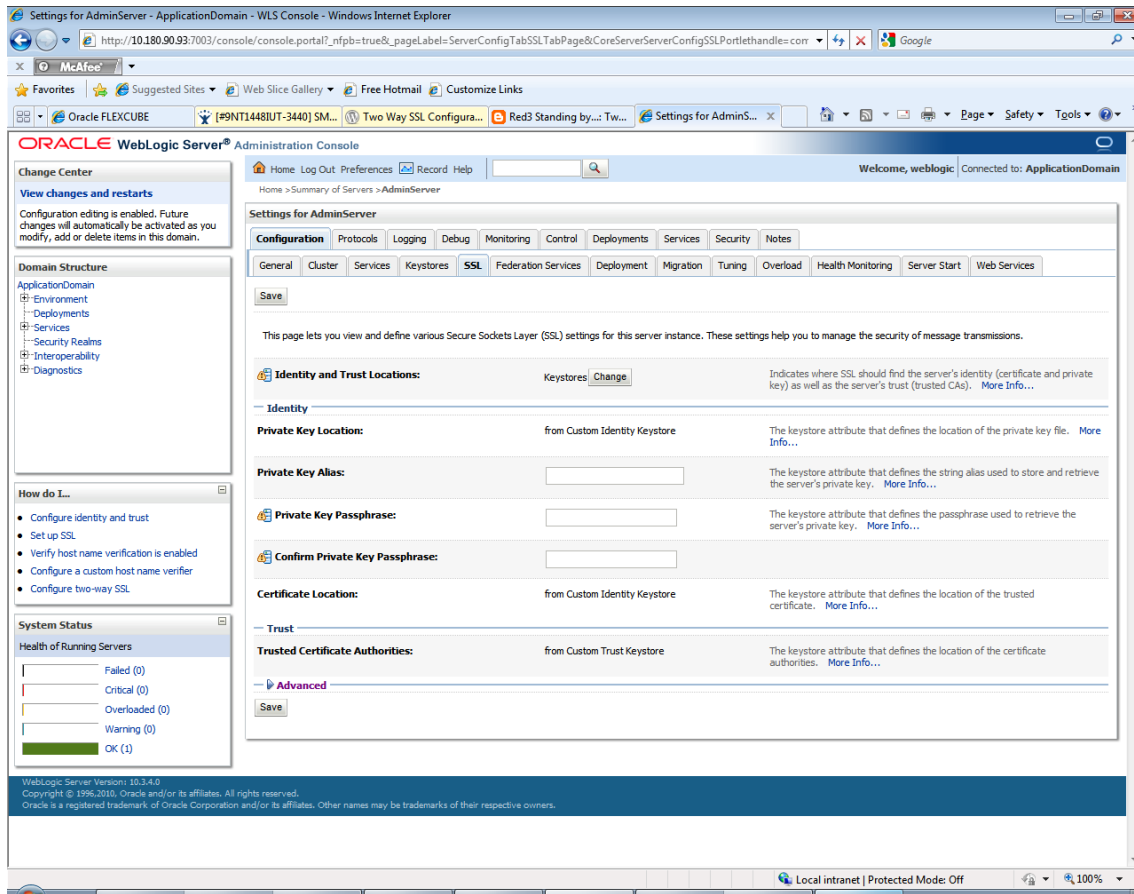 Settings for AdminServer - ApplicationDomain - WLS Console - Windows Internet Explorer
http://10.180.90.93:7003/console/console.portal?_nfpb=true&_pageLabel=ServerConfigTabSSLTabPage&CoreServerServerConfigSSLPortlethandle=com
Google
x McAfee
Favorites Suggested Sites Web Slice Gallery Free Hotmail Customize Links
Oracle FLEXCUBE [#9NT1448IUT-3440] SM... Two Way SSL Configura... Red3 Standing by...: Tw... Settings for AdminS... X Page Safety Tools
ORACLE WebLogic Server® Administration Console
Change Center
View changes and restarts
Configuration editing is enabled. Future
changes will automatically be activated as you
modify, add or delete items in this domain.
Domain Structure
ApplicationDomain
Environment
Deployments
Services
Security Realms
Interoperability
Diagnostics
How do I...
Configure identity and trust
Set up SSL
Verify host name verification is enabled
Configure a custom host name verifier
Configure two-way SSL
System Status
Health of Running Servers
Failed (0)
Critical (0)
Overloaded (0)
Warning (0)
OK (1)
Home Log Out Preferences Record Help
Welcome, weblogic Connected to: ApplicationDomain
Home >Summary of Servers >AdminServer
Settings for AdminServer
Configuration Protocols Logging Debug Monitoring Control Deployments Services Security Notes
General Cluster Services Keystores SSL Federation Services Deployment Migration Tuning Overload Health Monitoring Server Start Web Services
Save
This page lets you view and define various Secure Sockets Layer (SSL) settings for this server instance. These settings help you to manage the security of message transmissions.
Identity and Trust Locations: Keystores Change
Indicates where SSL should find the server's identity (certificate and private
key) as well as the server's trust (trusted CAs). More Info...
Identity
Private Key Location: from Custom Identity Keystore
The keystore attribute that defines the location of the private key file. More
Info...
Private Key Alias:
The keystore attribute that defines the string alias used to store and retrieve
the server's private key. More Info...
Private Key Passphrase:
The keystore attribute that defines the passphrase used to retrieve the
server's private key. More Info...
Confirm Private Key Passphrase:
Certificate Location: from Custom Identity Keystore
The keystore attribute that defines the location of the trusted
certificate. More Info...
Trust
Trusted Certificate Authorities: from Custom Trust Keystore
The keystore attribute that defines the location of the certificate
authorities. More Info...
Advanced
Save
WebLogic Server Version: 10.3.4.0
Copyright © 1996,2010, Oracle and/or its affiliates. All rights reserved.
Oracle is a registered trademark of Oracle Corporation and/or its affiliates. Other names may be trademarks of their respective owners.
Local intranet | Protected Mode: Off
100%